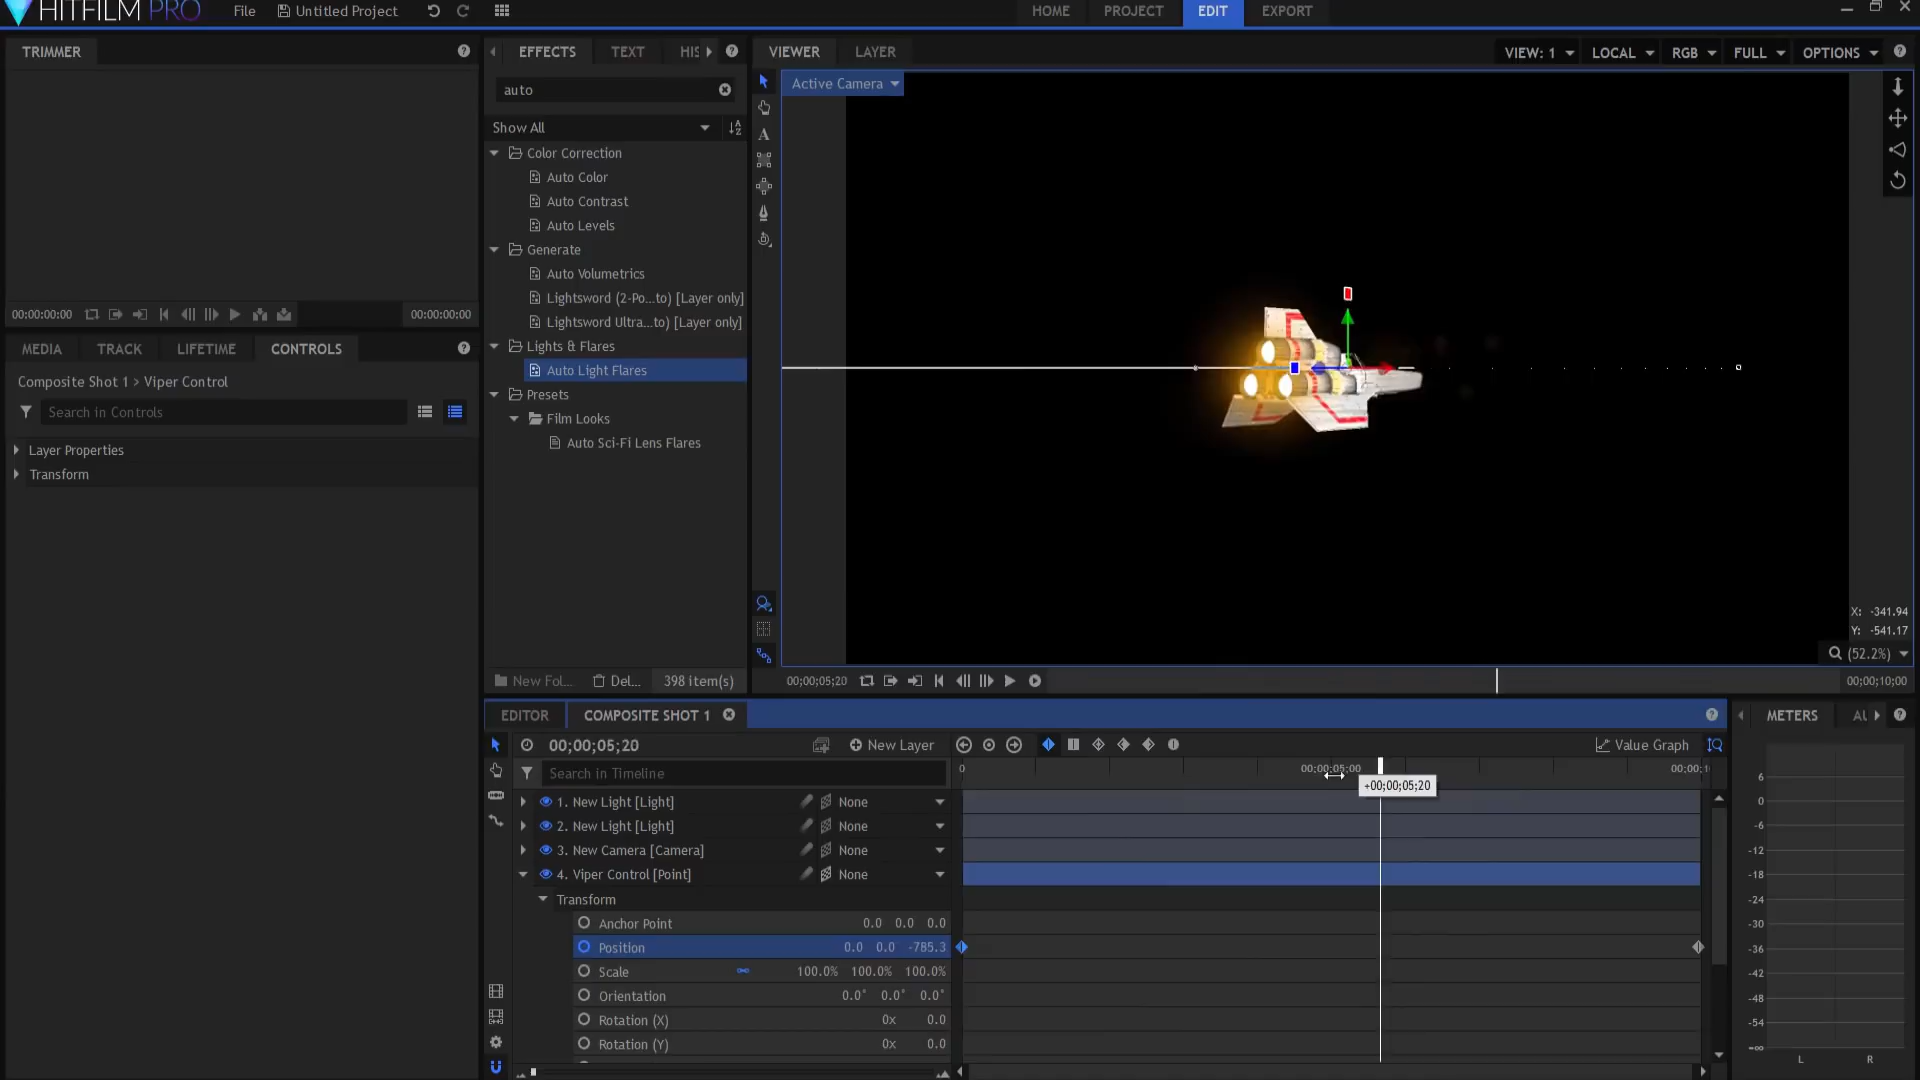 HITFILM PRO
File
Untitled Project
HOME
PROJECT
EDIT
EXPORT
TRIMMER
00:00:00:00
00:00:00:00
MEDIA
TRACK
LIFETIME
CONTROLS
Composite Shot 1 > Viper Control
Search in Controls
Layer Properties
Transform
EFFECTS
TEXT
HIS
auto
Show All
Color Correction
Auto Color
Auto Contrast
Auto Levels
Generate
Auto Volumetrics
Lightsword (2-Po...to) [Layer only]
Lightsword Ultra...to) [Layer only]
Lights & Flares
Auto Light Flares
Presets
Film Looks
Auto Sci-Fi Lens Flares
New Fol...
Del...
398 item(s)
VIEWER
LAYER
VIEW: 1
LOCAL
RGB
FULL
OPTIONS
Active Camera
X: -341.94
Y: -541.17
(52.2%)
00;00;05;20
00;00;10;00
EDITOR
COMPOSITE SHOT 1
00;00;05;20
New Layer
Value Graph
Search in Timeline
0
00;00;05;00
00;00;1
+00;00;05;20
1. New Light [Light]
None
2. New Light [Light]
None
3. New Camera [Camera]
None
4. Viper Control [Point]
None
Transform
Anchor Point
0.0 0.0 0.0
Position
0.0 0.0 -785.3
Scale
100.0% 100.0% 100.0%
Orientation
0.0° 0.0° 0.0°
Rotation (X)
0x 0.0
Rotation (Y)
0x 0.0
METERS
6
0
-6
-12
-18
-24
-30
-36
-42
-48
-54
-∞
L
R